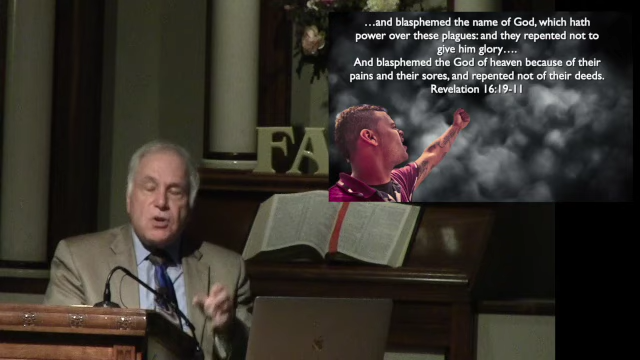 …and blasphemed the name of God, which hath
power over these plagues: and they repented not to
give him glory….
And blasphemed the God of heaven because of their
pains and their sores, and repented not of their deeds.
Revelation 16:19-11
FA